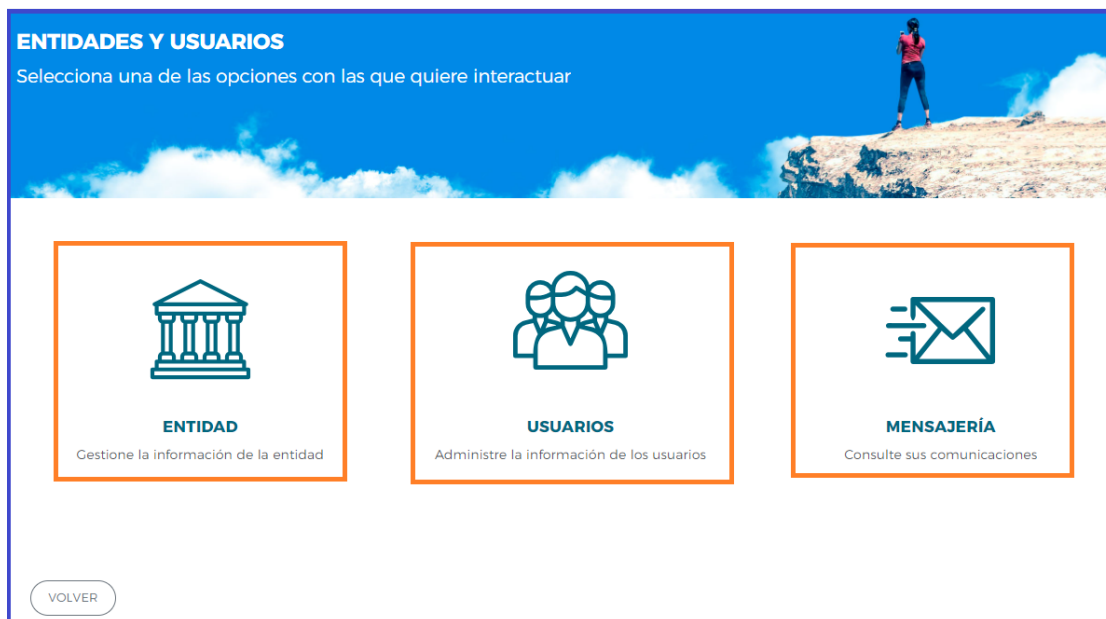 ENTIDADES Y USUARIOS
Selecciona una de las opciones con las que quiere interactuar
ENTIDAD
Gestione la información de la entidad
USUARIOS
Administre la información de los usuarios
MENSAJERÍA
Consulte sus comunicaciones
VOLVER